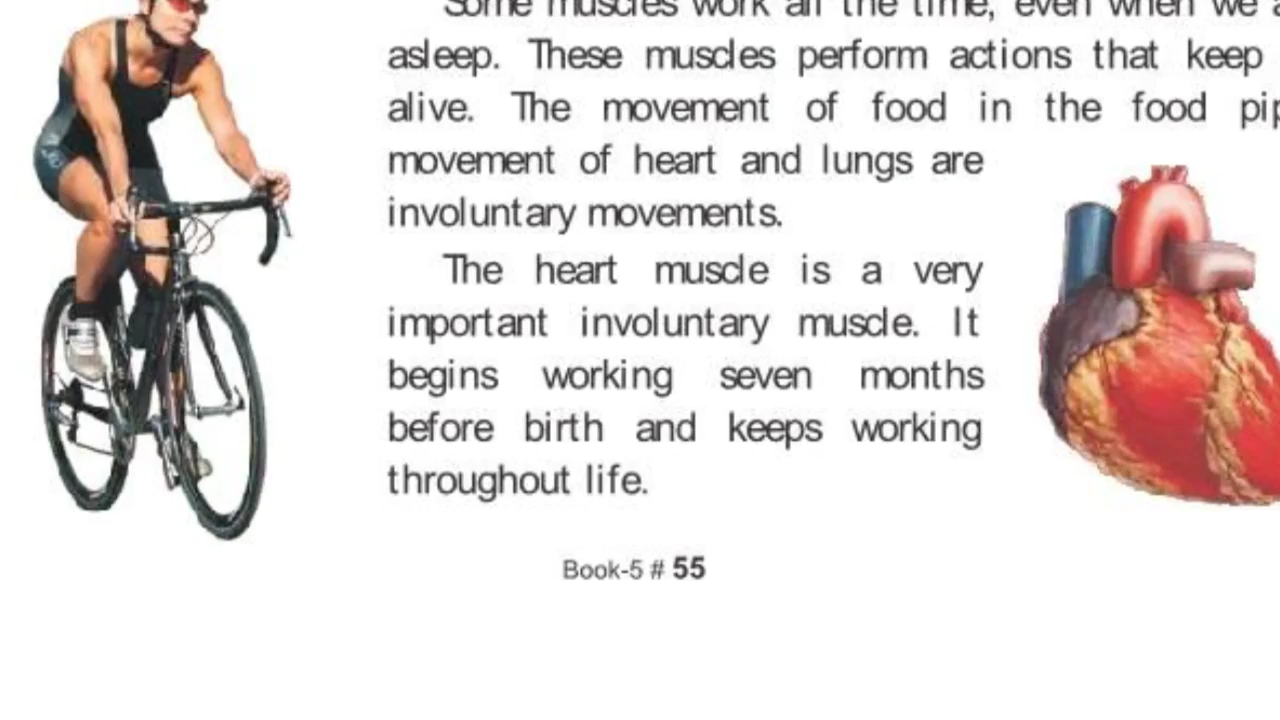 Some muscles work all the time, even when we
asleep. These muscles perform actions that keep
alive. The movement of food in the food
movement of heart and lungs are
involuntary movements.
The heart muscle is a very
important involuntary muscle. It
begins working seven months
before birth and keeps working
throughout life.
Book-5 # 55